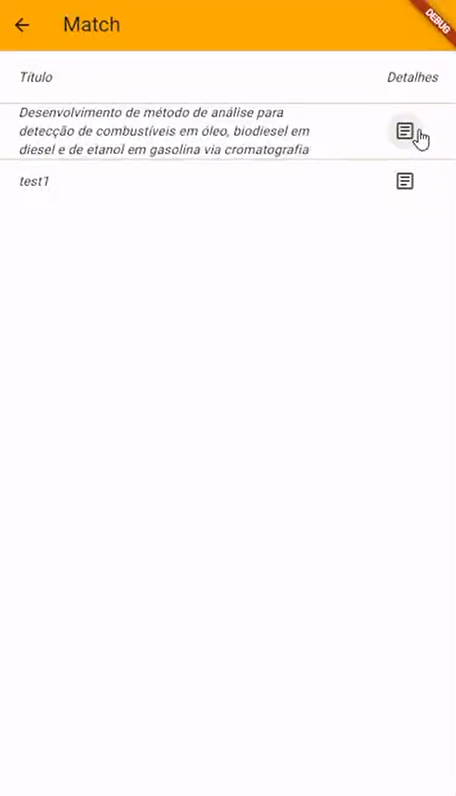 Match
DEBUG
Título
Detalhes
Desenvolvimento de método de análise para
detecção de combustíveis em óleo, biodiesel em
diesel e de etanol em gasolina via cromatografia
test1